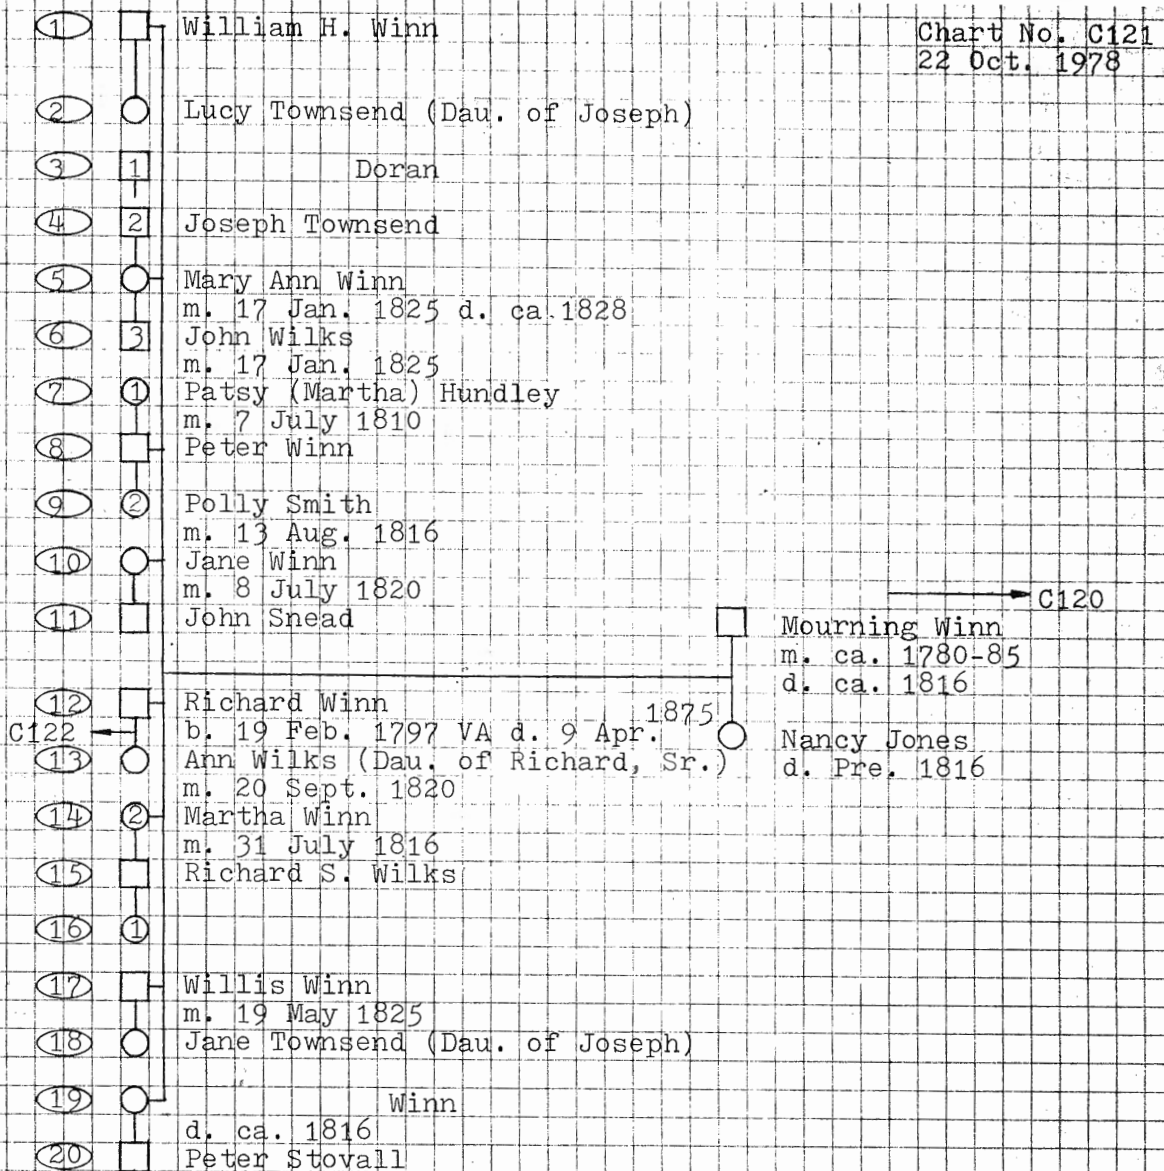 1 William H. Winn
Chart No. C121
22 Oct. 1978
2 Lucy Townsend (Dau. of Joseph)
3 1 Doran
4 2 Joseph Townsend
5 Mary Ann Winn
m. 17 Jan. 1825 d. ca 1828
6 3 John Wilks
m. 17 Jan. 1825
7 1 Patsy (Martha) Hundley
m. 7 July 1810
8 Peter Winn
9 2 Polly Smith
m. 13 Aug. 1816
10 Jane Winn
m. 8 July 1820
11 John Snead
C120
Mourning Winn
m. ca. 1780-85
d. ca. 1816
12 Richard Winn
C122 b. 19 Feb. 1797 VA d. 9 Apr. 1875
13 Ann Wilks (Dau. of Richard, Sr.)
m. 20 Sept. 1820
Nancy Jones
d. Pre. 1816
14 2 Martha Winn
m. 31 July 1816
15 Richard S. Wilks
16 1
17 Willis Winn
m. 19 May 1825
18 Jane Townsend (Dau. of Joseph)
19 Winn
d. ca. 1816
20 Peter Stovall